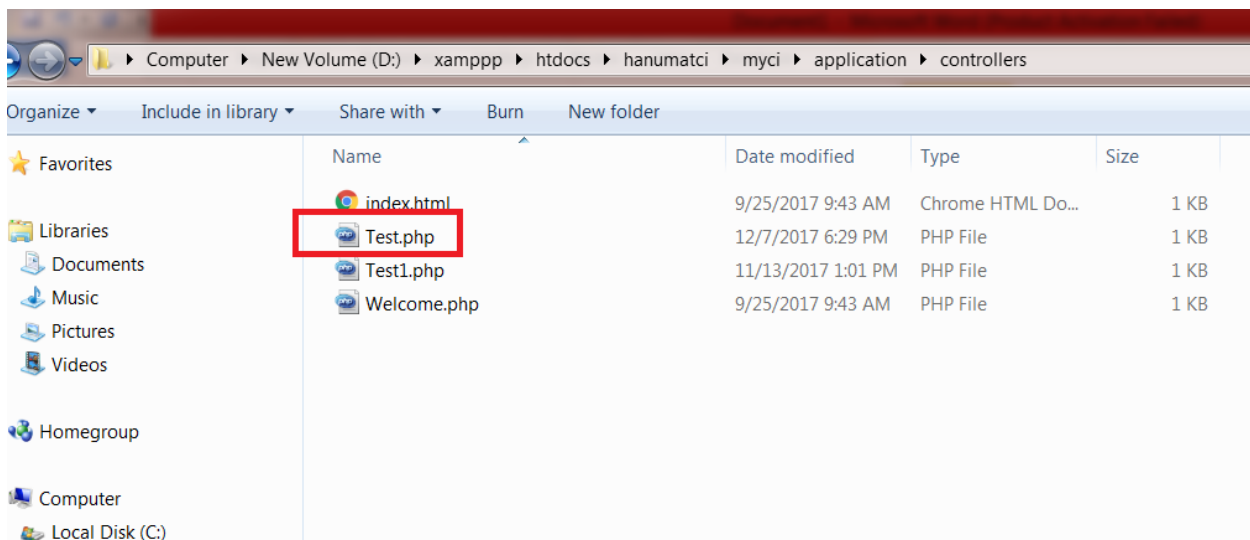 Computer New Volume (D:) xamppp htdocs hanumatci myci application controllers
Organize Include in library Share with Burn New folder
Name Date modified Type Size
Favorites
Libraries
Documents
Music
Pictures
Videos
Homegroup
Computer
Local Disk (C:)
index.html 9/25/2017 9:43 AM Chrome HTML Do... 1 KB
Test.php 12/7/2017 6:29 PM PHP File 1 KB
Test1.php 11/13/2017 1:01 PM PHP File 1 KB
Welcome.php 9/25/2017 9:43 AM PHP File 1 KB